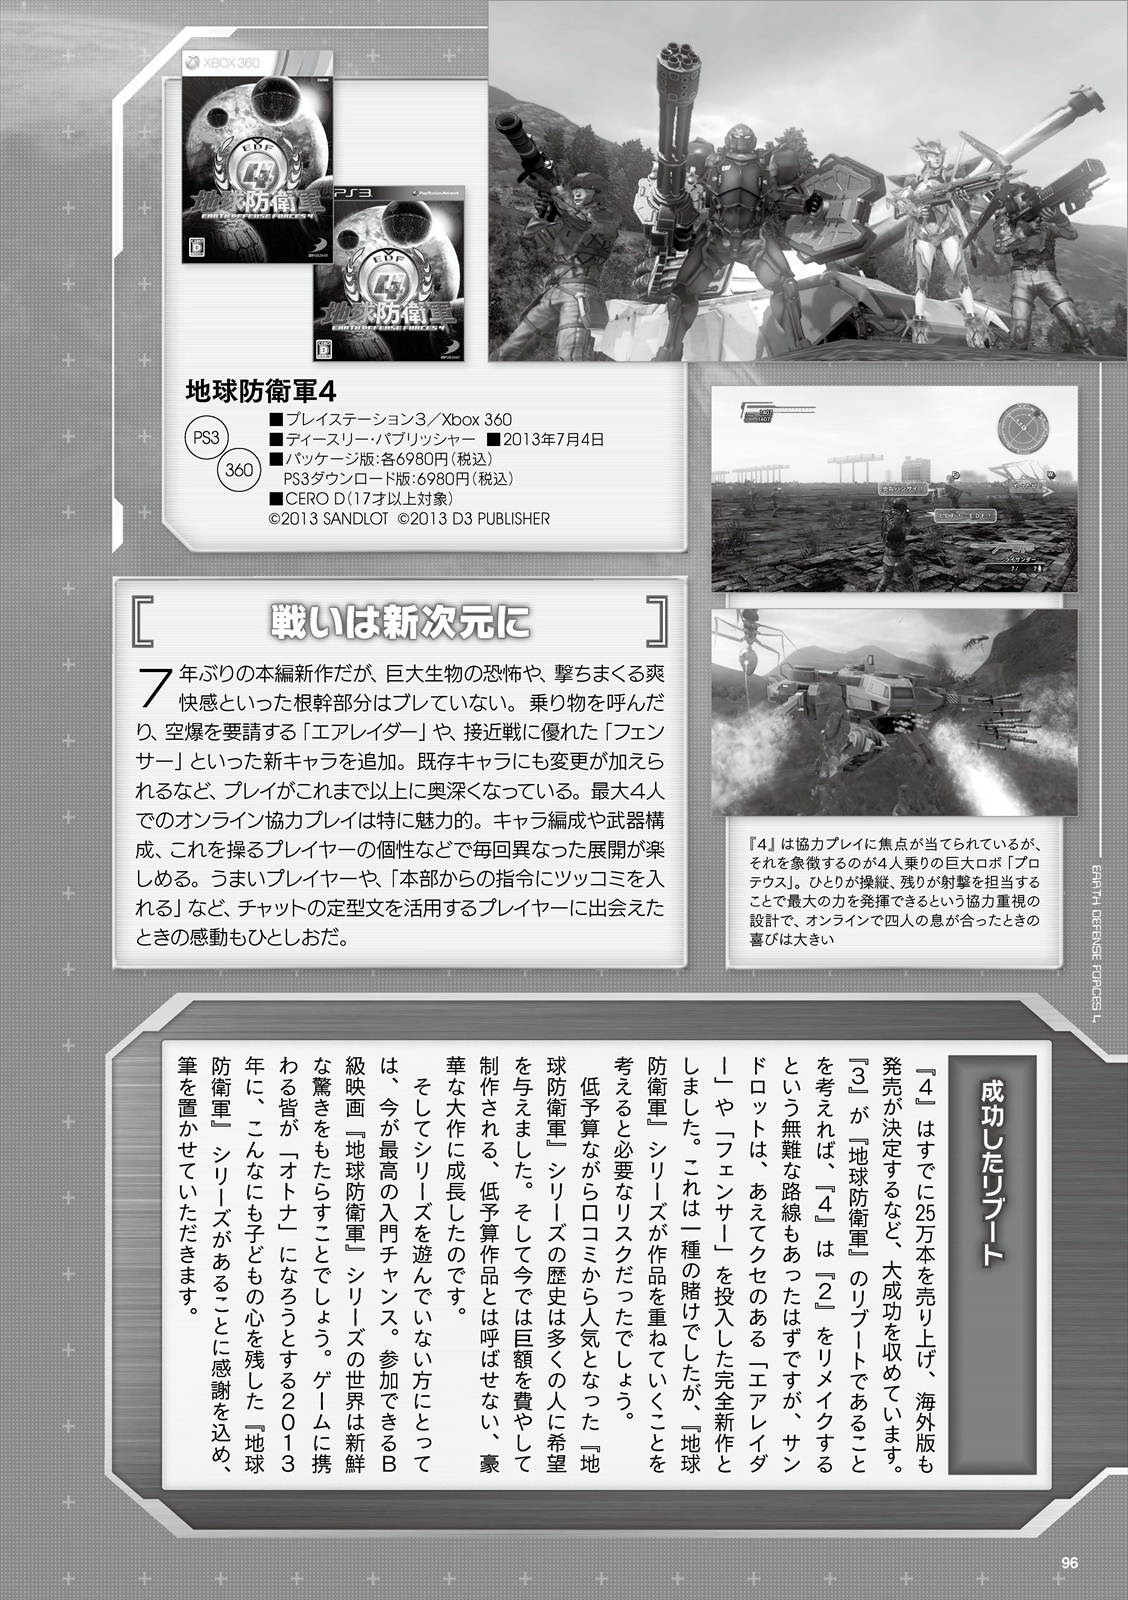 XBOX 360
EDF
4
地球防衛軍
EARTH DEFENSE FORCES 4
CERO
D
PS3
PlayStation Network
EDF
4
地球防衛軍
EARTH DEFENSE FORCES 4
CERO
D
地球防衛軍4
PS3
360
■プレイステーション3/Xbox 360
■ディースリー・パブリッシャー ■2013年7月4日
■パッケージ版:各6980円(税込)
PS3ダウンロード版:6980円(税込)
■CERO D(17才以上対象)
©2013 SANDLOT ©2013 D3 PUBLISHER
戦いは新次元に
7年ぶりの本編新作だが、巨大生物の恐怖や、撃ちまくる爽
快感といった根幹部分はブレていない。乗り物を呼んだ
り、空爆を要請する「エアレイダー」や、接近戦に優れた「フェン
サー」といった新キャラを追加。既存キャラにも変更が加えら
れるなど、プレイがこれまで以上に奥深くなっている。最大4人
でのオンライン協力プレイは特に魅力的。キャラ編成や武器構
成、これを操るプレイヤーの個性などで毎回異なった展開が楽
しめる。うまいプレイヤーや、「本部からの指令にツッコミを入
れる」など、チャットの定型文を活用するプレイヤーに出会えた
ときの感動もひとしおだ。
『4』は協力プレイに焦点が当てられているが、
それを象徴するのが4人乗りの巨大ロボ「プロ
テウス」。ひとりが操縦、残りが射撃を担当する
ことで最大の力を発揮できるという協力重視の
設計で、オンラインで四人の息が合ったときの
喜びは大きい
EARTH DEFENSE FORCES 4
成功したリブート
『4』はすでに25万本を売り上げ、海外版も
発売が決定するなど、大成功を収めています。
『3』が『地球防衛軍』のリブートであること
を考えれば、『4』は『2』をリメイクする
という無難な路線もあったはずですが、サン
ドロットは、あえてクセのある「エアレイダ
ー」や「フェンサー」を投入した完全新作と
しました。これは一種の賭けでしたが、『地球
防衛軍』シリーズが作品を重ねていくことを
考えると必要なリスクだったでしょう。
低予算ながら口コミから人気となった『地
球防衛軍』シリーズの歴史は多くの人に希望
を与えました。そして今では巨額を費やして
制作される、低予算作品とは呼ばせない、豪
華な大作に成長したのです。
そしてシリーズを遊んでいない方にとって
は、今が最高の入門チャンス。参加できるB
級映画『地球防衛軍』シリーズの世界は新鮮
な驚きをもたらすことでしょう。ゲームに携
わる皆が「オトナ」になろうとする2013
年に、こんなにも子どもの心を残した『地球
防衛軍』シリーズがあることに感謝を込め、
筆を置かせていただきます。
96